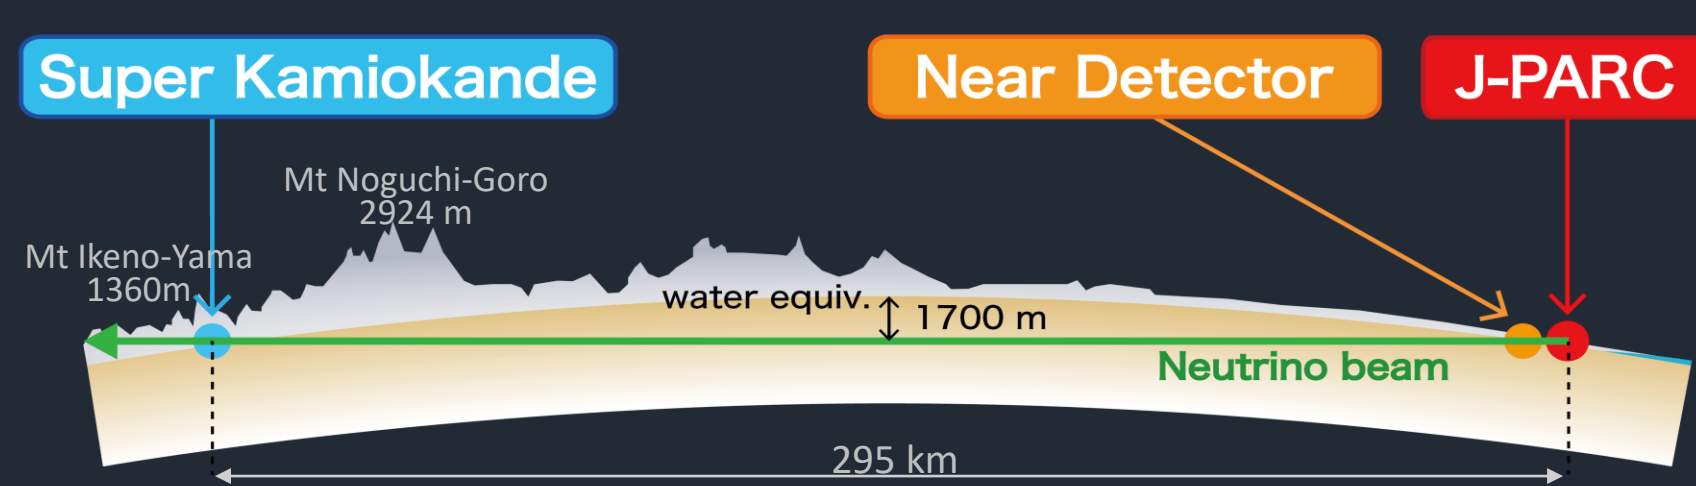 Super Kamiokande
Near Detector
J-PARC
Mt Noguchi-Goro
2924 m
Mt Ikeno-Yama
1360m
water equiv.
1700 m
Neutrino beam
295 km